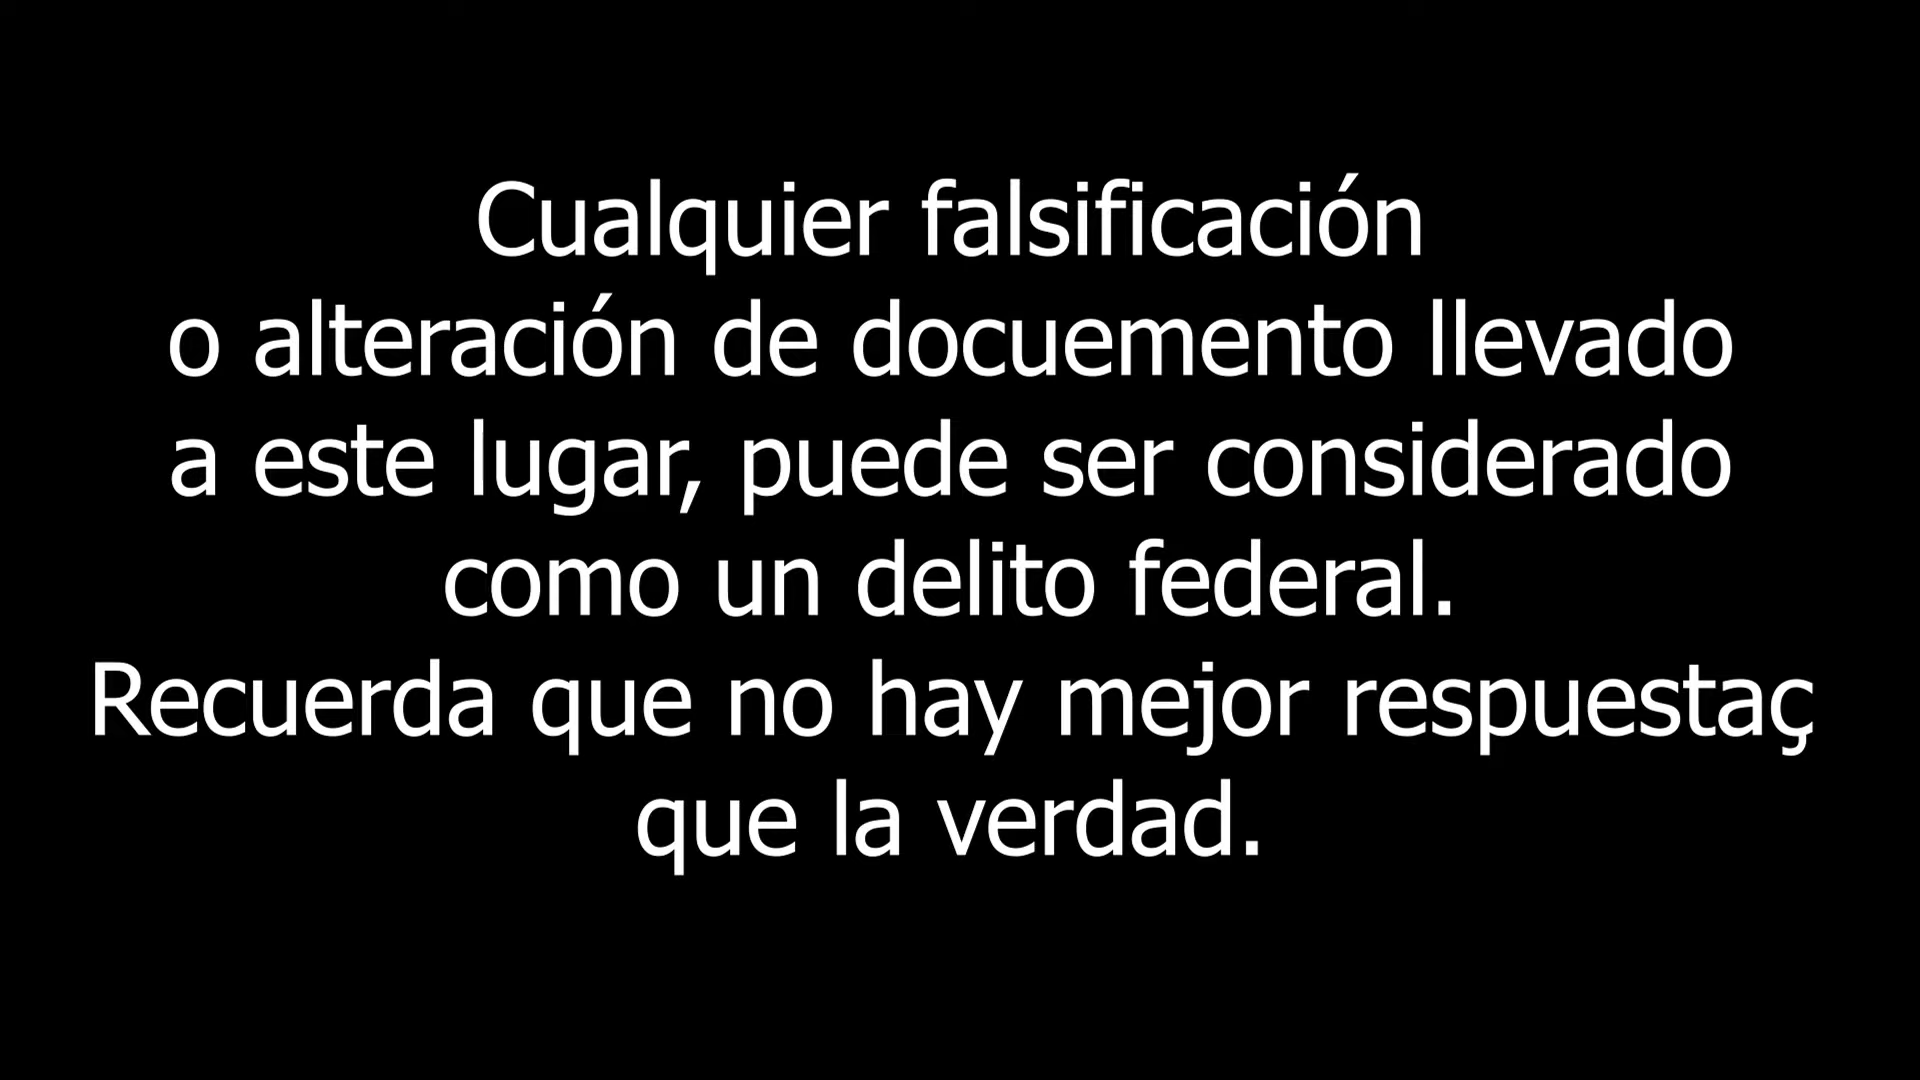 Cualquier falsificación
o alteración de docuemento llevado
a este lugar, puede ser considerado
como un delito federal.
Recuerda que no hay mejor respuestaç
que la verdad.